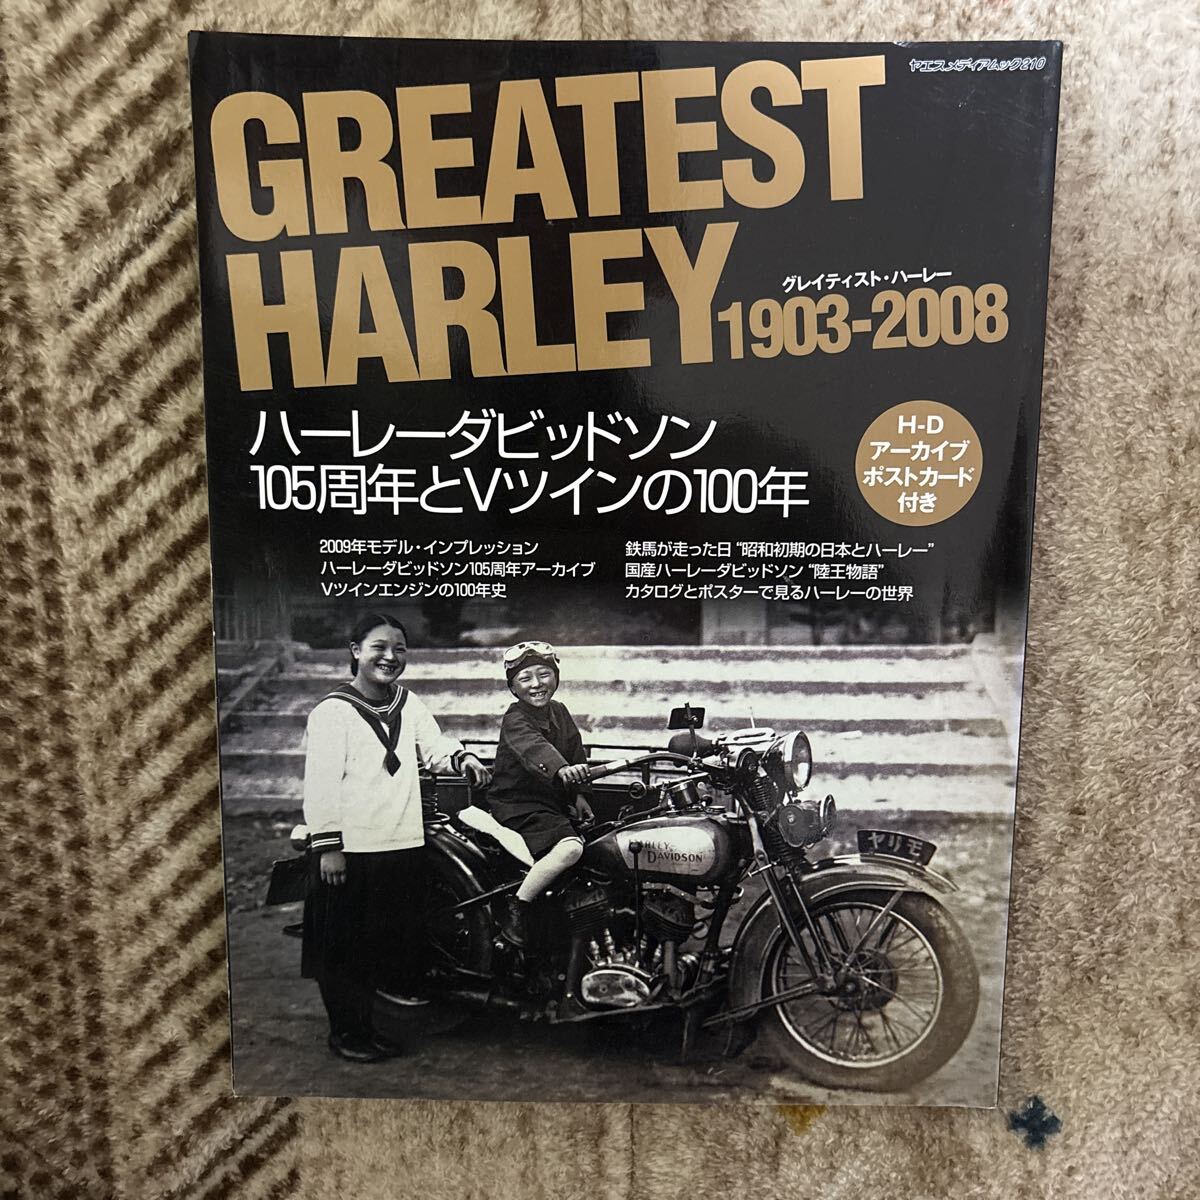 ヤエスメディアムック210
GREATEST
HARLEY
グレイティスト・ハーレー
1903-2008
ハーレーダビッドソン
105周年とVツインの100年
H-D
アーカイブ
ポストカード
付き
2009年モデル・インプレッション
ハーレーダビッドソン105周年アーカイブ
Vツインエンジンの100年史
鉄馬が走った日 “昭和初期の日本とハーレー”
国産ハーレーダビッドソン “陸王物語”
カタログとポスターで見るハーレーの世界
HARLEY
DAVIDSON
ヤリモ